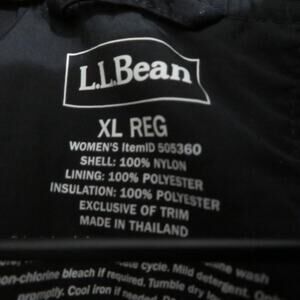 L.L.Bean
XL REG
WOMEN'S ItemID 505360
SHELL: 100% NYLON
LINING: 100% POLYESTER
INSULATION: 100% POLYESTER
EXCLUSIVE OF TRIM
MADE IN THAILAND
cycle. Mild detergent.
non-chlorine bleach if required. Tumble dry
promptly. Cool iron if needed.